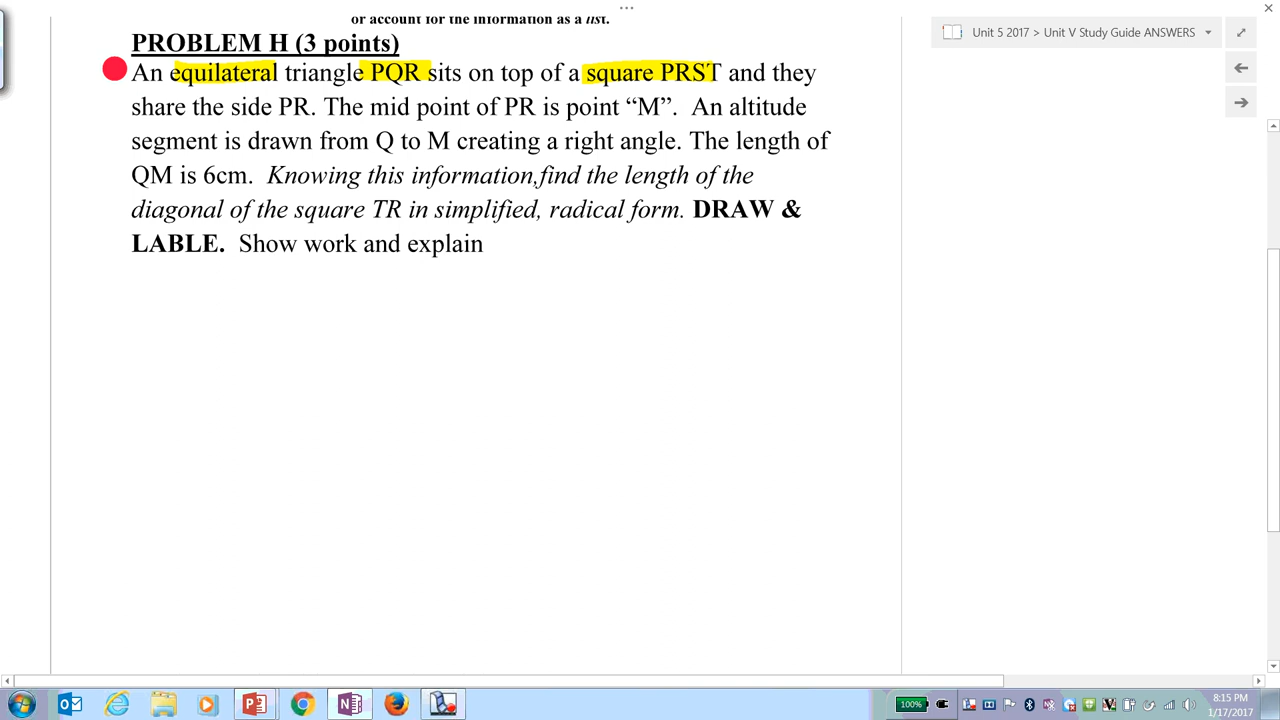 or account for the information as a list.
Unit 5 2017 > Unit V Study Guide ANSWERS
PROBLEM H (3 points)
An equilateral triangle PQR sits on top of a square PRST and they
share the side PR. The mid point of PR is point “M”. An altitude
segment is drawn from Q to M creating a right angle. The length of
QM is 6cm. Knowing this information,find the length of the
diagonal of the square TR in simplified, radical form. DRAW &
LABLE. Show work and explain
100%
8:15 PM
1/17/2017